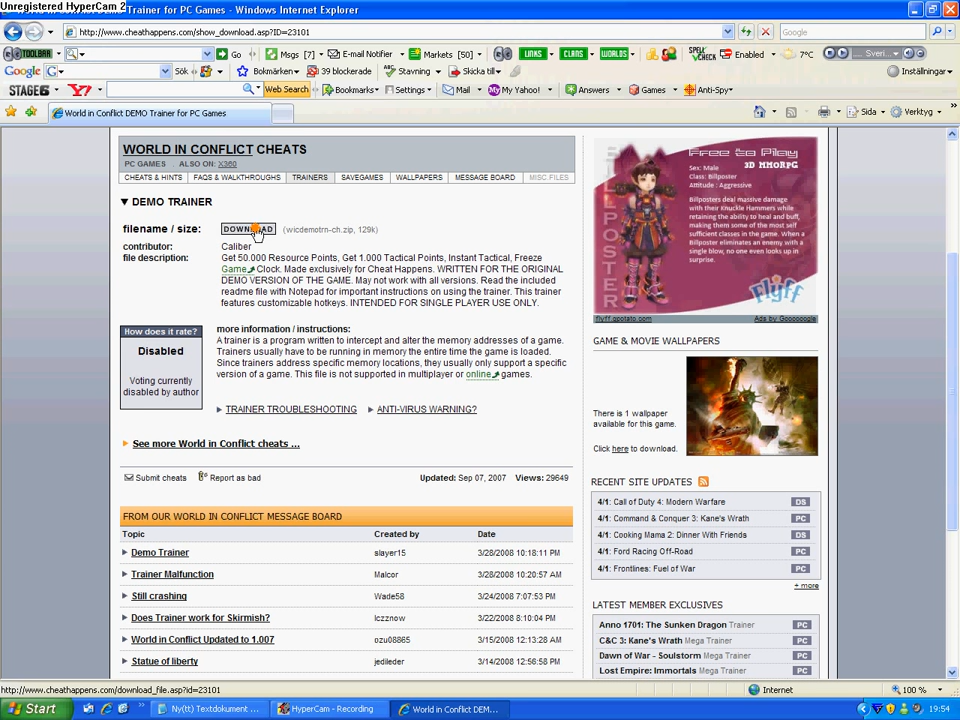 Unregistered HyperCam 2
Trainer for PC Games - Windows Internet Explorer
http://www.cheathappens.com/show_download.asp?ID=23101
Google
TOOLBAR Go Msgs [7] E-Mail Notifier Markets [50] LINKS CLANS WORLDS SPELL CHECK Enabled 7°C Sveri...
Google G Sök Bokmärken 39 blockerade Stavning Skicka till Inställningar
STAGE6 Y! Web Search Bookmarks Settings Mail My Yahoo! Answers Games Anti-Spy
World in Conflict DEMO Trainer for PC Games Sida Verktyg
WORLD IN CONFLICT CHEATS
PC GAMES . ALSO ON: X360
CHEATS & HINTS FAQS & WALKTHROUGHS TRAINERS SAVEGAMES WALLPAPERS MESSAGE BOARD MISC FILES
DEMO TRAINER
filename / size: DOWNLOAD (wicdemotrn-ch.zip, 129k)
contributor: Caliber
file description: Get 50.000 Resource Points, Get 1.000 Tactical Points, Instant Tactical, Freeze
Game Clock. Made exclusively for Cheat Happens. WRITTEN FOR THE ORIGINAL
DEMO VERSION OF THE GAME. May not work with all versions. Read the included
readme file with Notepad for important instructions on using the trainer. This trainer
features customizable hotkeys. INTENDED FOR SINGLE PLAYER USE ONLY.
How does it rate?
Disabled
Voting currently
disabled by author
more information / instructions:
A trainer is a program written to intercept and alter the memory addresses of a game.
Trainers usually have to be running in memory the entire time the game is loaded.
Since trainers address specific memory locations, they usually only support a specific
version of a game. This file is not supported in multiplayer or online games.
TRAINER TROUBLESHOOTING ANTI-VIRUS WARNING?
See more World in Conflict cheats ...
Submit cheats Report as bad Updated: Sep 07, 2007 Views: 29649
FROM OUR WORLD IN CONFLICT MESSAGE BOARD
Topic Created by Date
Demo Trainer slayer15 3/28/2008 10:18:11 PM
Trainer Malfunction Malcor 3/28/2008 10:20:57 AM
Still crashing Wade58 3/24/2008 7:07:53 PM
Does Trainer work for Skirmish? lczznow 3/22/2008 8:10:04 PM
World in Conflict Updated to 1.007 ozu08865 3/15/2008 12:13:28 AM
Statue of liberty jedileder 3/14/2008 12:56:58 PM
BILLPOSTER
Free to Play
3D MMORPG
Sex: Male
Class: Billposter
Attitude : Aggressive
Billposters deal massive damage
with their Knuckle Hammers while
retaining the ability to heal and buff,
making them some of the most self
sufficient classes in the game. When a
Billposter eliminates an enemy with
a single blow, no one is
surprised.
Flyff
flyff.gpotato.com Ads by Goooooogle
GAME & MOVIE WALLPAPERS
There is 1 wallpaper
available for this game.
Click here to download.
RECENT SITE UPDATES
4/1: Call of Duty 4: Modern Warfare DS
4/1: Command & Conquer 3: Kane's Wrath PC
4/1: Cooking Mama 2: Dinner With Friends DS
4/1: Ford Racing Off-Road PC
4/1: Frontlines: Fuel of War PC
+ more
LATEST MEMBER EXCLUSIVES
Anno 1701: The Sunken Dragon Trainer PC
C&C 3: Kane's Wrath Mega Trainer PC
Dawn of War - Soulstorm Mega Trainer PC
Lost Empire: Immortals Mega Trainer PC
http://www.cheathappens.com/download_file.asp?id=23101 Internet 100 %
Start Ny(tt) Textdokument ... HyperCam - Recording World in Conflict DEM... 19:54